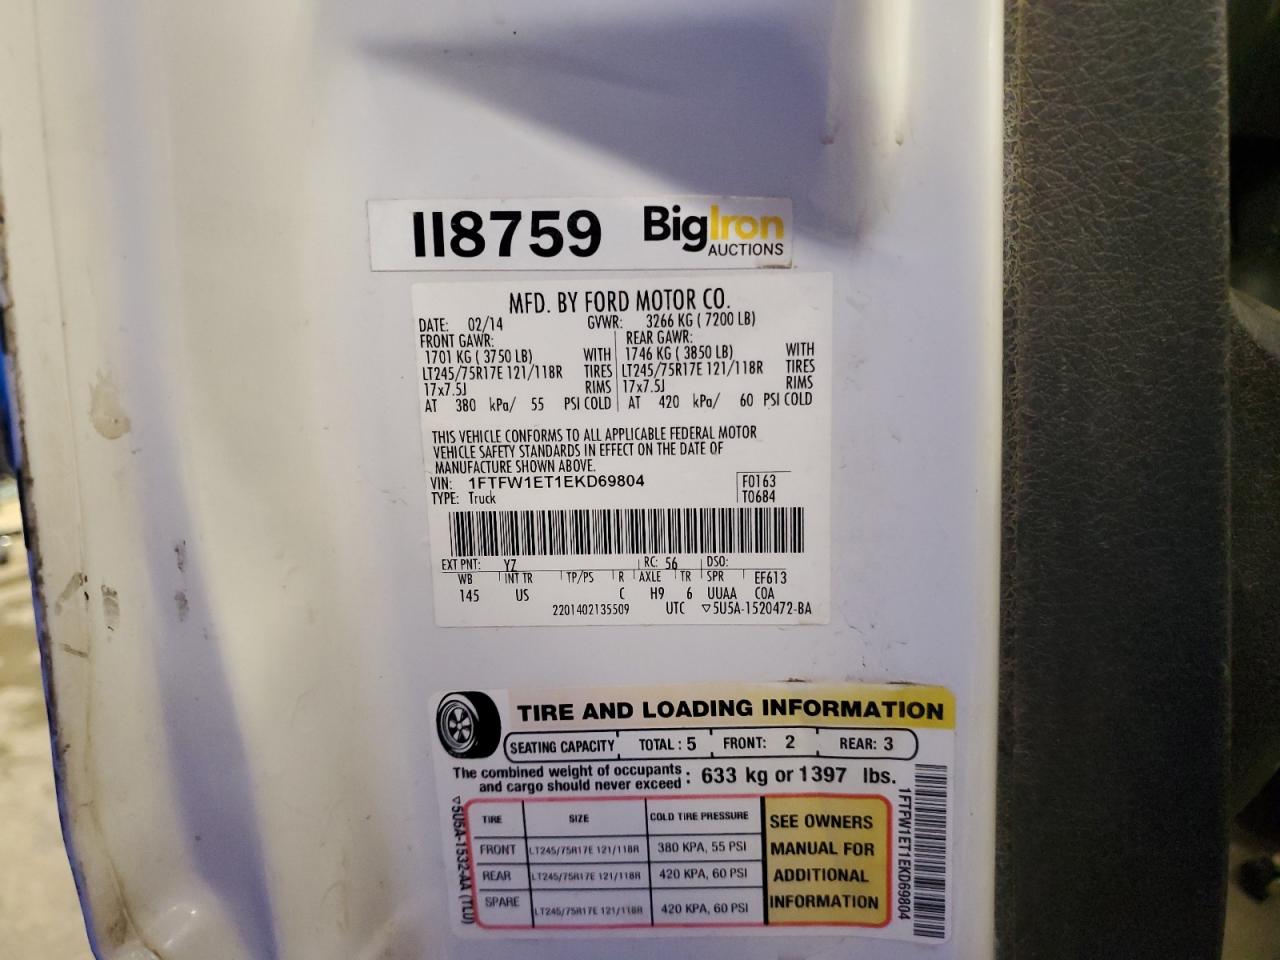 II8759 BigIron
AUCTIONS
MFD. BY FORD MOTOR CO.
DATE: 02/14 GVWR: 3266 KG ( 7200 LB)
FRONT GAWR: REAR GAWR:
1701 KG ( 3750 LB) WITH 1746 KG ( 3850 LB) WITH
LT245/75R17E 121/118R TIRES LT245/75R17E 121/118R TIRES
17x7.5J RIMS 17x7.5J RIMS
AT 380 kPa/ 55 PSI COLD AT 420 kPa/ 60 PSI COLD
THIS VEHICLE CONFORMS TO ALL APPLICABLE FEDERAL MOTOR
VEHICLE SAFETY STANDARDS IN EFFECT ON THE DATE OF
MANUFACTURE SHOWN ABOVE.
VIN: 1FTFW1ET1EKD69804 F0163
TYPE: Truck T0684
EXT PNT: YZ RC: 56 DSO:
WB INT TR TP/PS R AXLE TR SPR EF613
145 US C H9 6 UUAA COA
2201402135509 UTC ▽5U5A-1520472-BA
TIRE AND LOADING INFORMATION
SEATING CAPACITY TOTAL : 5 FRONT: 2 REAR: 3
The combined weight of occupants
and cargo should never exceed : 633 kg or 1397 lbs.
TIRE SIZE COLD TIRE PRESSURE
FRONT LT245/75R17E 121/118R 380 KPA, 55 PSI
REAR LT245/75R17E 121/118R 420 KPA, 60 PSI
SPARE LT245/75R17E 121/118R 420 KPA, 60 PSI
SEE OWNERS
MANUAL FOR
ADDITIONAL
INFORMATION
▽5U5A-1532-AA (TLU)
1FTFW1ET1EKD69804